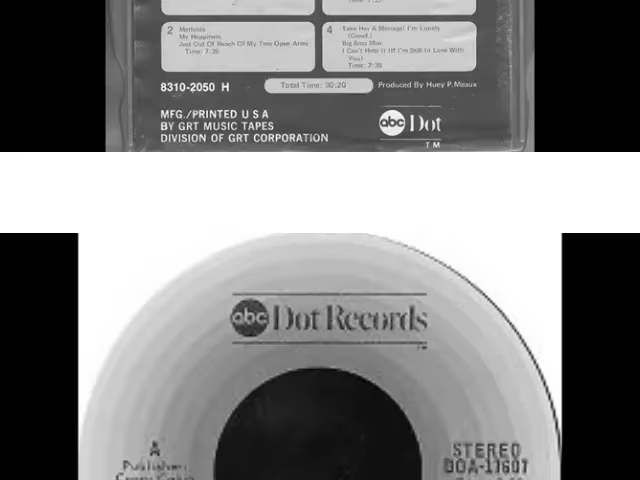 2 Methilda
My Happiness
Just Out Of Reach Of My Two Open Arms
Time: 7:35
4 Take Her A Message! I'm Lonely
(Concl.)
Big Boss Man
I Can't Help It (If I'm Still In Love With
You)
Time: 7:35
8310-2050 H
Total Time: 30:20
Produced By Huey P. Meaux
MFG./PRINTED U S A
BY GRT MUSIC TAPES
DIVISION OF GRT CORPORATION
abc Dot
TM
abc Dot Records
TM
A
Publisher:
STEREO
DOA-17607